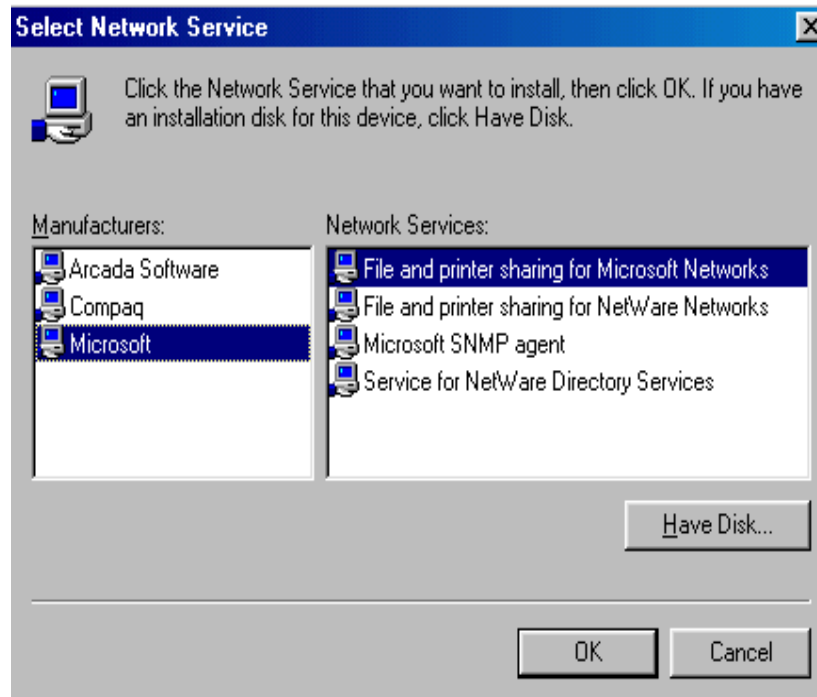 Select Network Service
Click the Network Service that you want to install, then click OK. If you have
an installation disk for this device, click Have Disk.
Manufacturers:
Arcada Software
Compaq
Microsoft
Network Services:
File and printer sharing for Microsoft Networks
File and printer sharing for NetWare Networks
Microsoft SNMP agent
Service for NetWare Directory Services
Have Disk...
OK
Cancel